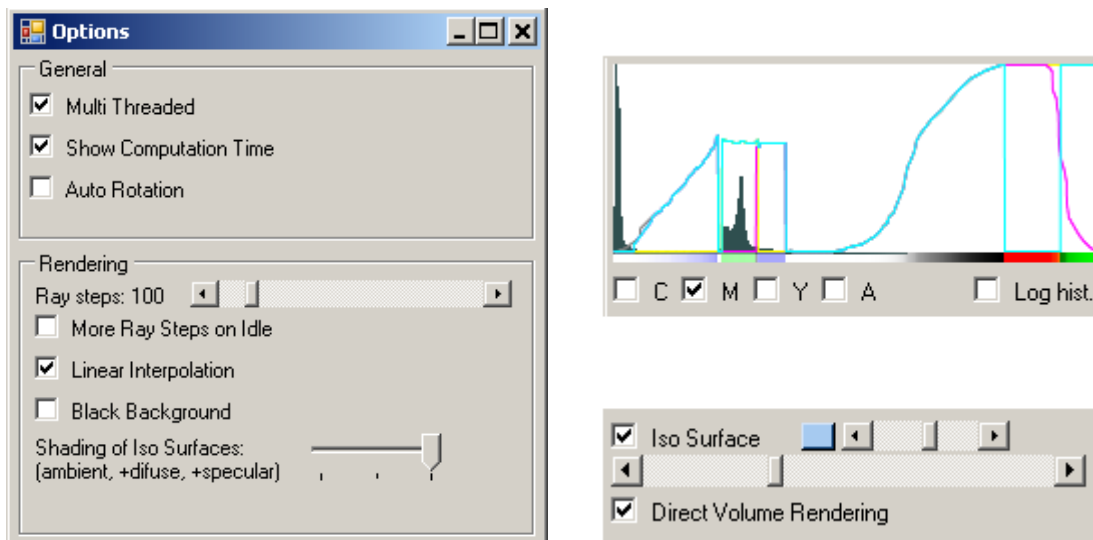 Options
General
Multi Threaded
Show Computation Time
Auto Rotation
Rendering
Ray steps: 100
More Ray Steps on Idle
Linear Interpolation
Black Background
Shading of Iso Surfaces:
(ambient, +difuse, +specular)
C M Y A Log hist.
Iso Surface
Direct Volume Rendering